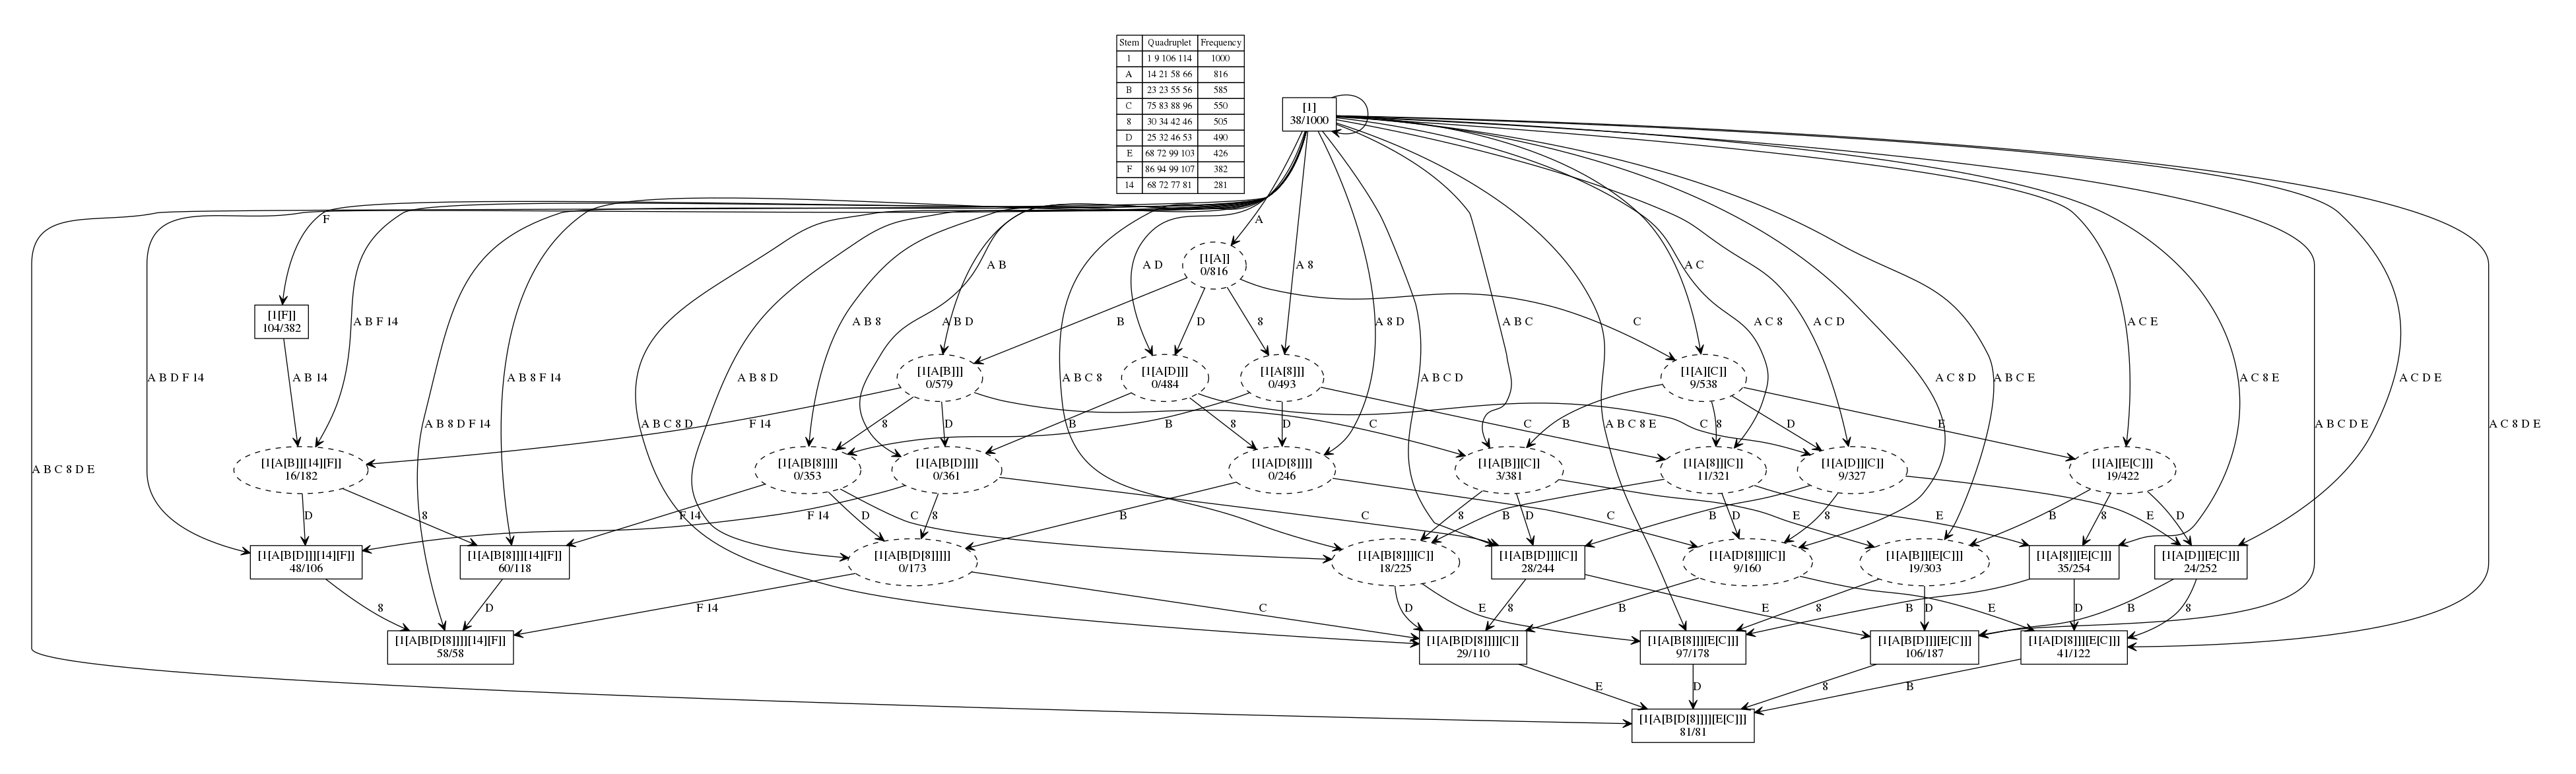 Stem Quadruplet Frequency
1 1 9 106 114 1000
A 14 21 58 66 816
B 23 23 55 56 585
C 75 83 88 96 550
8 30 34 42 46 505
D 25 32 46 53 490
E 68 72 99 103 426
F 86 94 99 107 382
14 68 72 77 81 281
[1]
38/1000
F
A
[1[A]]
0/816
A B
A D
A 8
A C
[1[F]]
104/382
A B F 14
A B 8
A B D
B
D
8
A 8 D
A B C
C
A C 8
A C D
A C E
A B D F 14
A B 14
A B 8 F 14
A B 8 D
[1[A[B]]]
0/579
[1[A[D]]]
0/484
[1[A[8]]]
0/493
A B C 8
A B C D
[1[A][C]]
9/538
A C 8 D
A B C E
A C 8 E
A C D E
A B 8 D F 14
A B C 8 D
F 14
8
D
B
B
8
D
C
C
A B C 8 E
B
8
D
C
E
A B C D E
A C 8 D E
A B C 8 D E
[1[A[B]][14][F]]
16/182
[1[A[B[8]]]]
0/353
[1[A[B[D]]]]
0/361
[1[A[D[8]]]]
0/246
[1[A[B]][C]]
3/381
[1[A[8]][C]]
11/321
[1[A[D]][C]]
9/327
[1[A][E[C]]]
19/422
D
8
F 14
F 14
D
C
8
B
C
8
D
C
B
E
D
B
8
E
B
8
D
E
[1[A[B[D]]][14][F]]
48/106
[1[A[B[8]]][14][F]]
60/118
[1[A[B[D[8]]]]]
0/173
[1[A[B[8]]][C]]
18/225
[1[A[B[D]]][C]]
28/244
[1[A[D[8]]][C]]
9/160
[1[A[B]][E[C]]]
19/303
[1[A[8]][E[C]]]
35/254
[1[A[D]][E[C]]]
24/252
8
D
F 14
C
D
E
8
E
B
8
D
E
B
D
B
8
[1[A[B[D[8]]]][14][F]]
58/58
[1[A[B[D[8]]]][C]]
29/110
[1[A[B[8]]][E[C]]]
97/178
[1[A[B[D]]][E[C]]]
106/187
[1[A[D[8]]][E[C]]]
41/122
E
D
8
B
[1[A[B[D[8]]]][E[C]]]
81/81